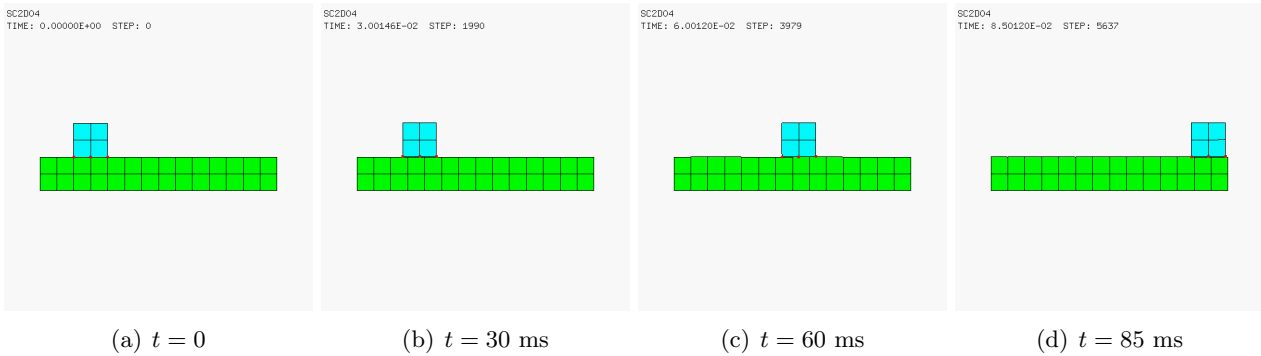 SC2D04
TIME: 0.00000E+00 STEP: 0
SC2D04
TIME: 3.00146E-02 STEP: 1990
SC2D04
TIME: 6.00120E-02 STEP: 3979
SC2D04
TIME: 8.50120E-02 STEP: 5637
(a) t = 0
(b) t = 30 ms
(c) t = 60 ms
(d) t = 85 ms